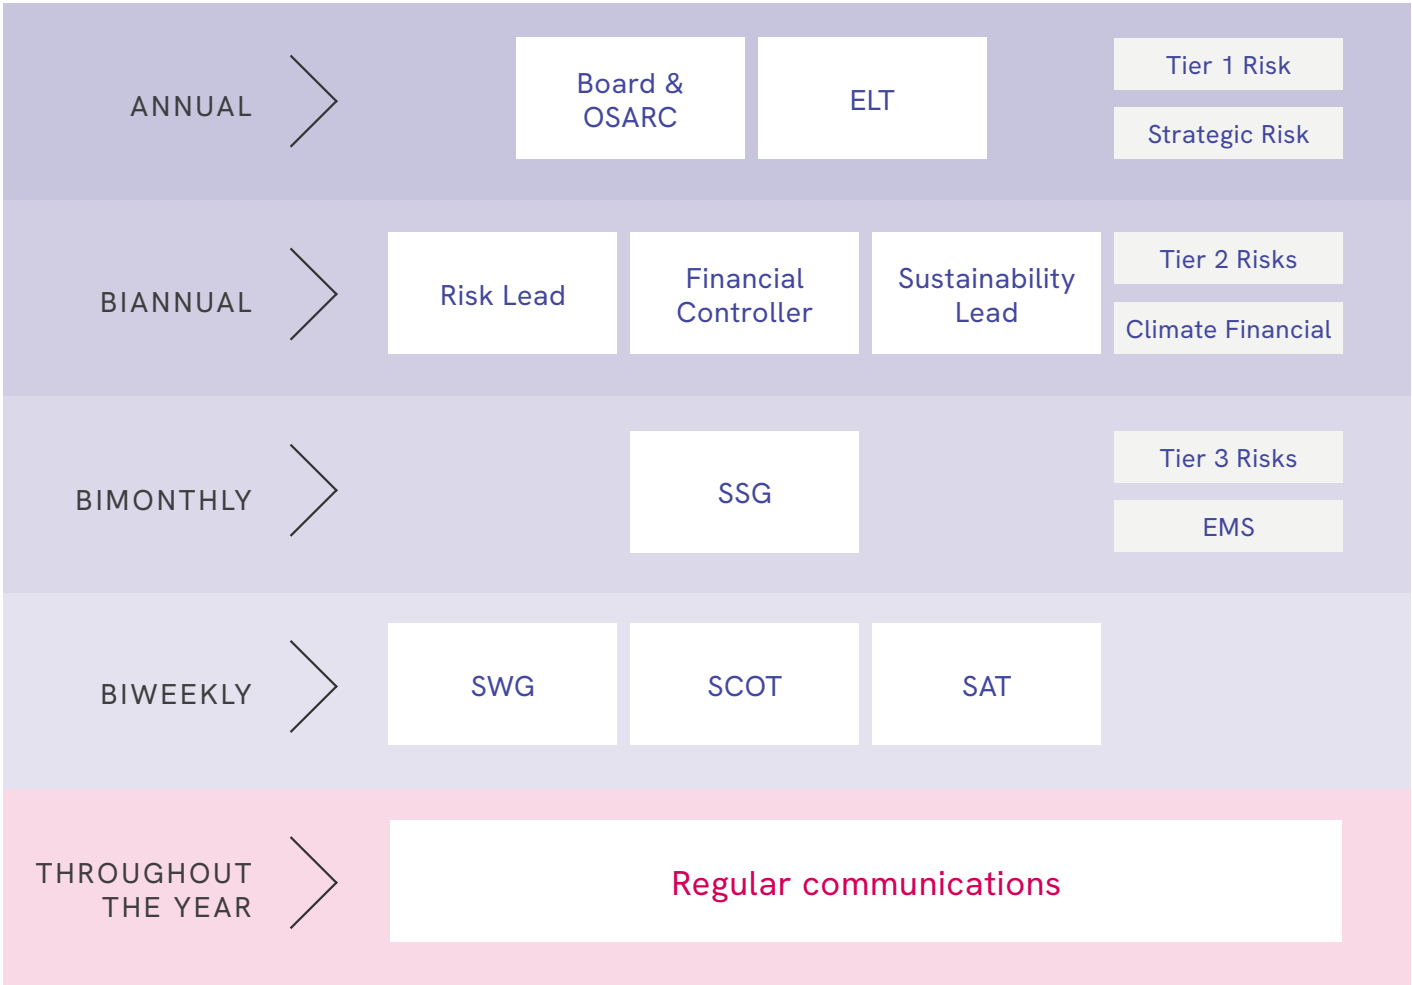 ANNUAL
Board &
OSARC
ELT
Tier 1 Risk
Strategic Risk
BIANNUAL
Risk Lead
Financial
Controller
Sustainability
Lead
Tier 2 Risks
Climate Financial
BIMONTHLY
SSG
Tier 3 Risks
EMS
BIWEEKLY
SWG
SCOT
SAT
THROUGHOUT
THE YEAR
Regular communications